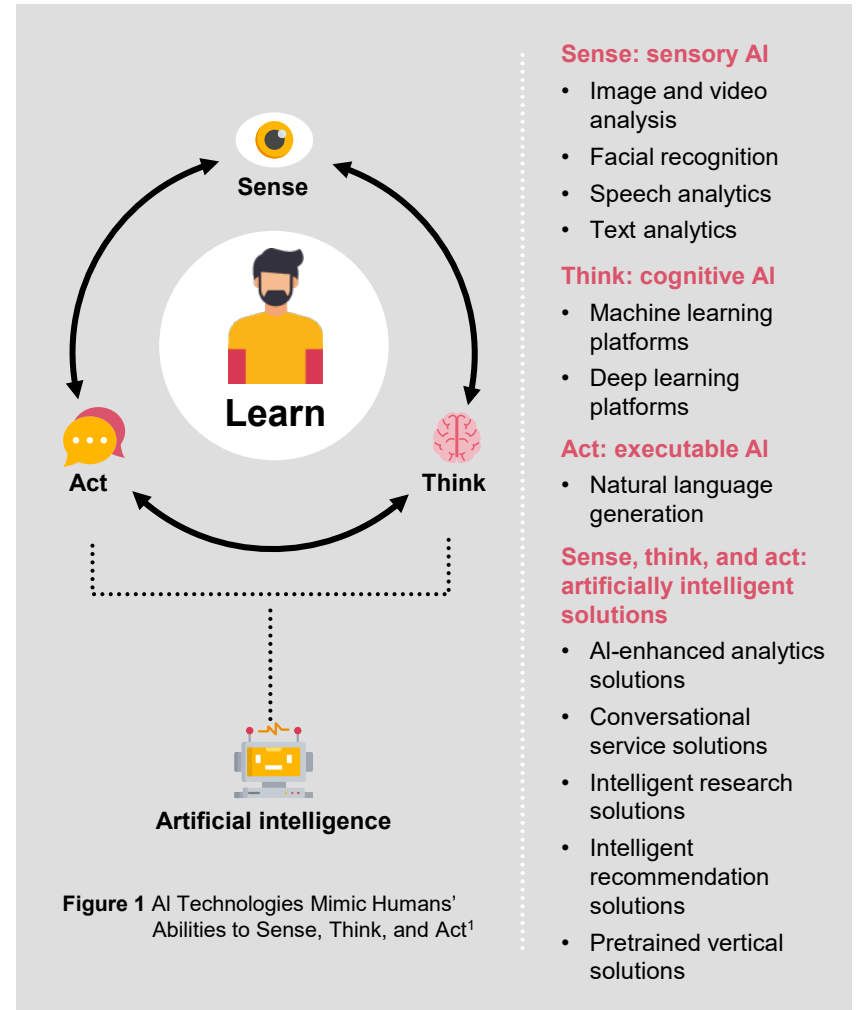 Sense
Learn
Act
Think
Artificial intelligence
Figure 1 AI Technologies Mimic Humans’
Abilities to Sense, Think, and Act¹
Sense: sensory AI
• Image and video
analysis
• Facial recognition
• Speech analytics
• Text analytics
Think: cognitive AI
• Machine learning
platforms
• Deep learning
platforms
Act: executable AI
• Natural language
generation
Sense, think, and act:
artificially intelligent
solutions
• AI-enhanced analytics
solutions
• Conversational
service solutions
• Intelligent research
solutions
• Intelligent
recommendation
solutions
• Pretrained vertical
solutions